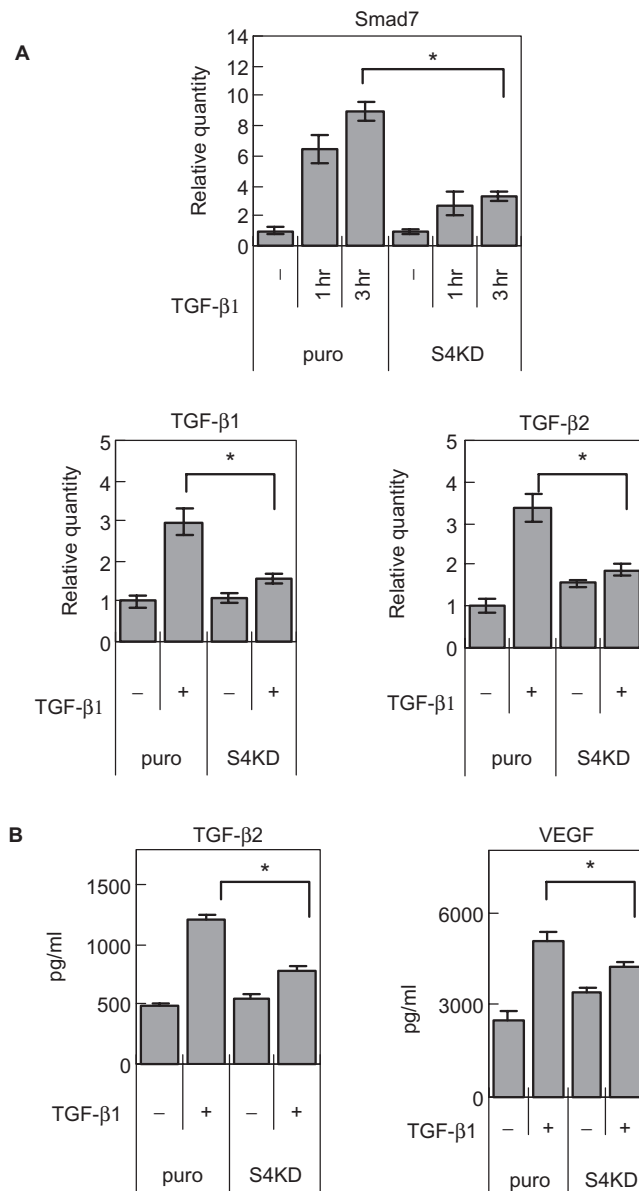 A
Smad7
Relative quantity
14
12
10
8
6
4
2
0
TGF-β1
– 1 hr 3 hr – 1 hr 3 hr
puro S4KD
*
TGF-β1
Relative quantity
5
4
3
2
1
0
*
TGF-β1 – + – +
puro S4KD
TGF-β2
Relative quantity
5
4
3
2
1
0
*
TGF-β1 – + – +
puro S4KD
B
TGF-β2
pg/ml
1500
1000
500
0
*
TGF-β1 – + – +
puro S4KD
VEGF
pg/ml
6000
3000
0
*
TGF-β1 – + – +
puro S4KD